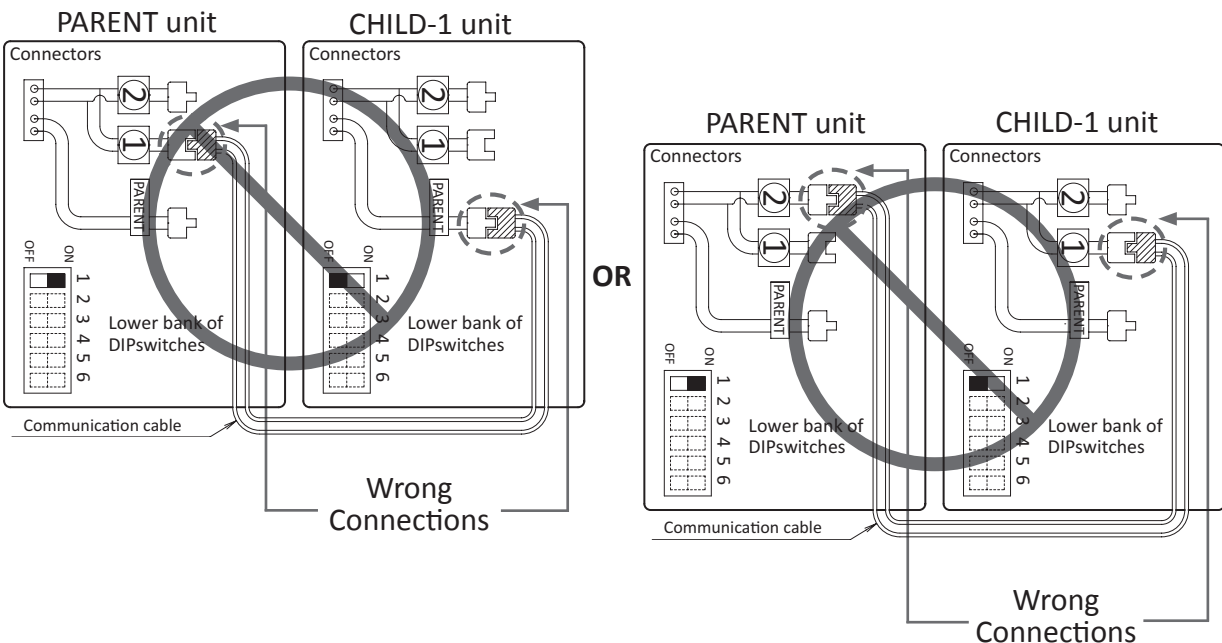 PARENT unit
CHILD-1 unit
Connectors
Connectors
2
1
PARENT
2
1
PARENT
OFF
ON
1
2
3
4
5
6
Lower bank of
DIPswitches
OFF
ON
1
2
3
4
5
6
Lower bank of
DIPswitches
Communication cable
Wrong
Connections
OR
PARENT unit
CHILD-1 unit
Connectors
Connectors
2
1
PARENT
2
1
PARENT
OFF
ON
1
2
3
4
5
6
Lower bank of
DIPswitches
OFF
ON
1
2
3
4
5
6
Lower bank of
DIPswitches
Communication cable
Wrong
Connections